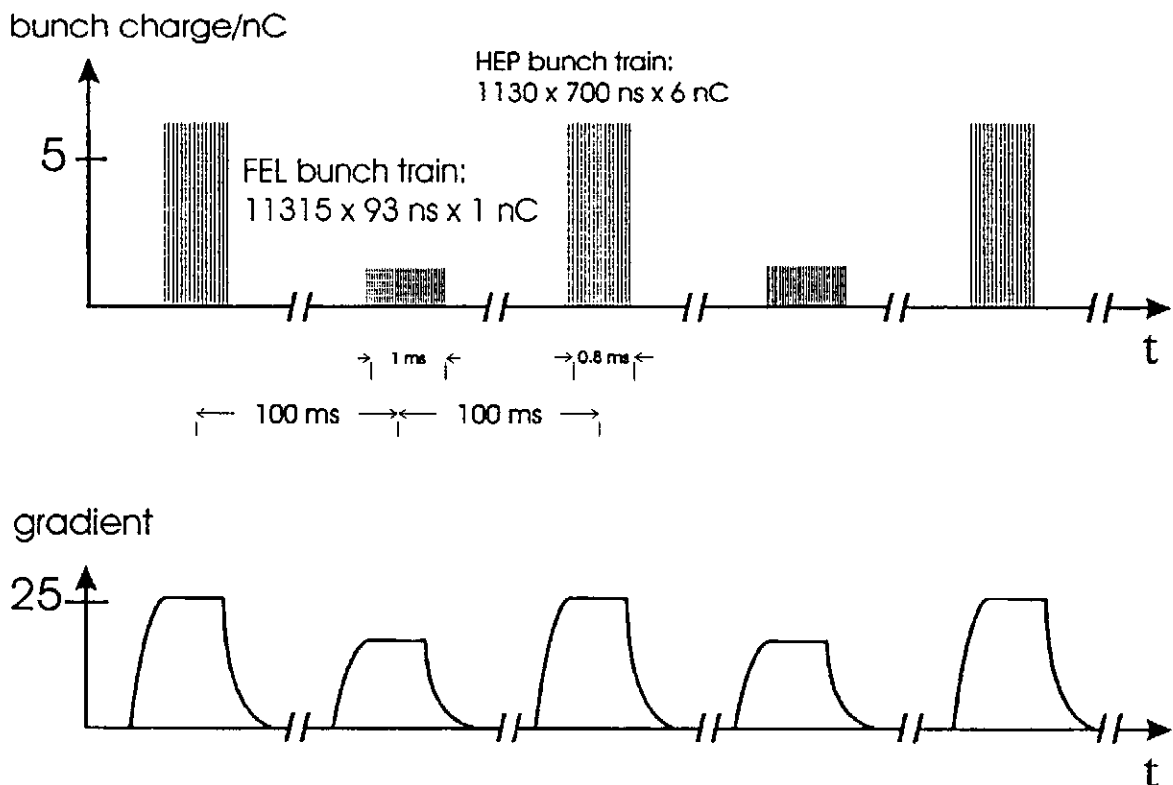 bunch charge/nC
HEP bunch train:
1130 x 700 ns x 6 nC
5
FEL bunch train:
11315 x 93 ns x 1 nC
t
1 ms
0.8 ms
100 ms
100 ms
gradient
25
t